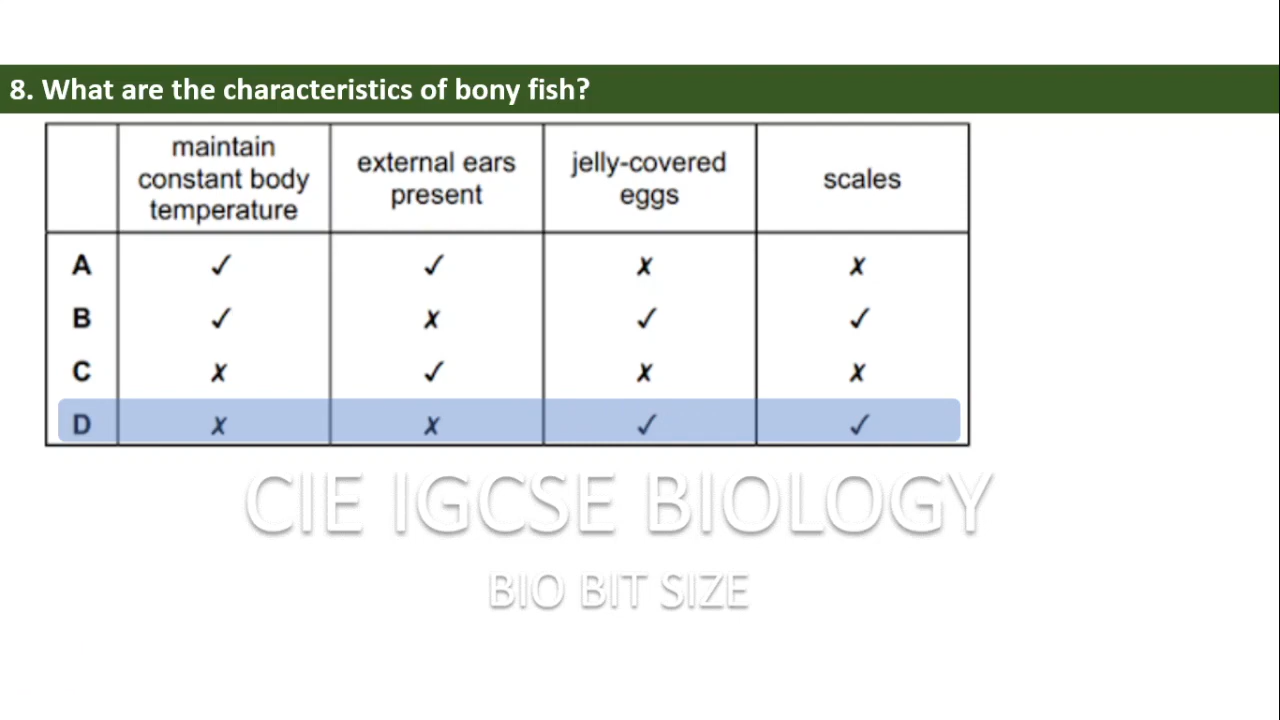 8. What are the characteristics of bony fish?
maintain constant body temperature	external ears present	jelly-covered eggs	scales
A	✓	✓	✗	✗
B	✓	✗	✓	✓
C	✗	✓	✗	✗
D	✗	✗	✓	✓
CIE IGCSE BIOLOGY
BIO BIT SIZE